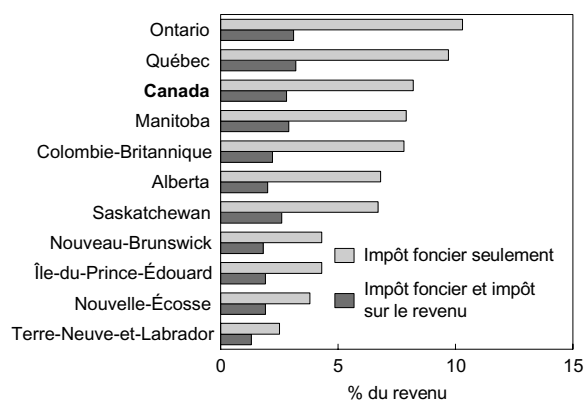 Ontario
Québec
Canada
Manitoba
Colombie-Britannique
Alberta
Saskatchewan
Nouveau-Brunswick
Île-du-Prince-Édouard
Nouvelle-Écosse
Terre-Neuve-et-Labrador
Impôt foncier seulement
Impôt foncier et impôt
sur le revenu
0 5 10 15
% du revenu